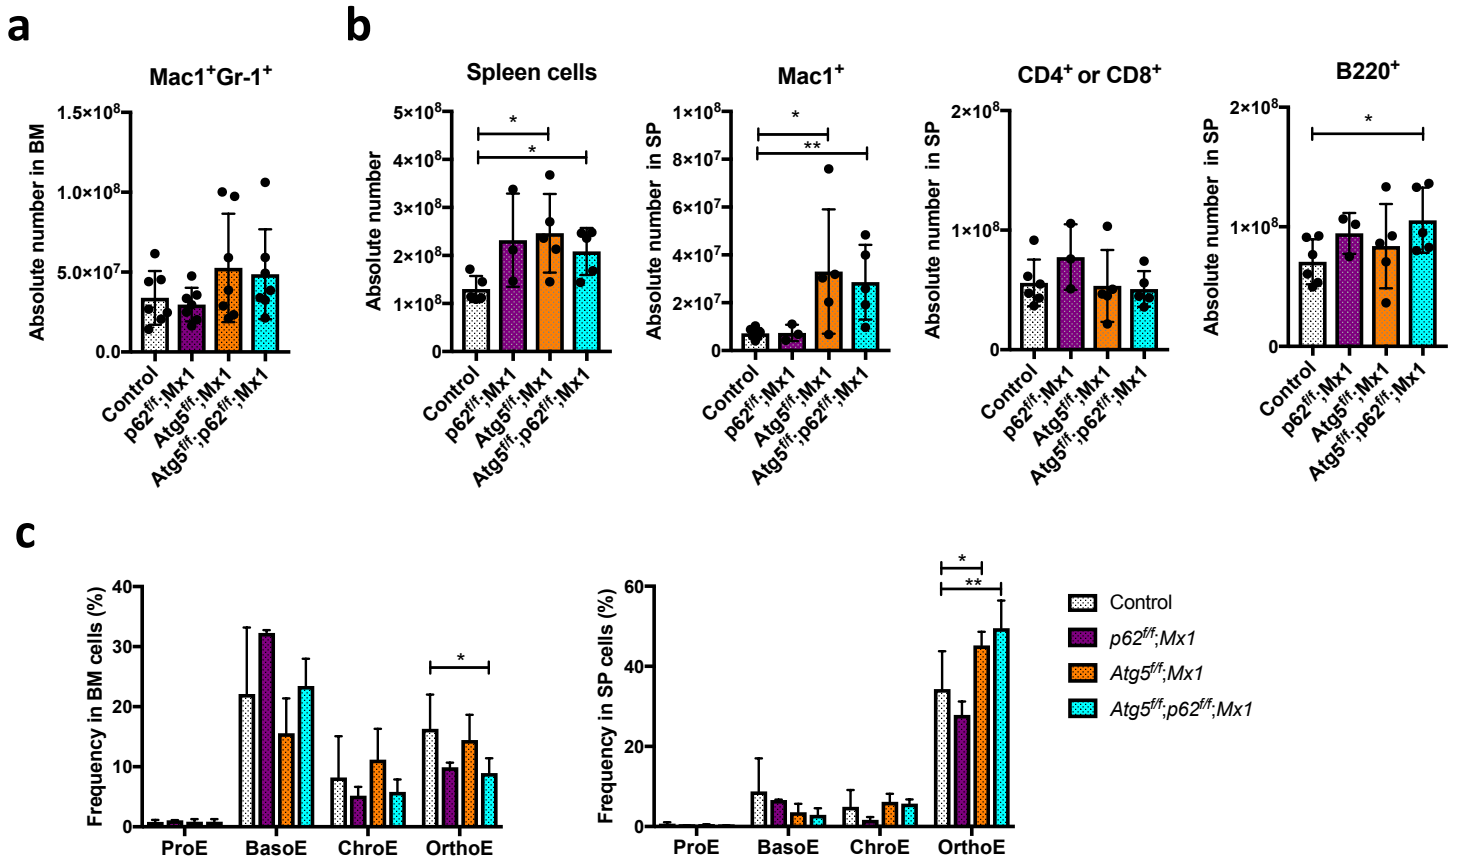 a
Mac1⁺Gr-1⁺
Absolute number in BM
1.5×10⁸
1.0×10⁸
5.0×10⁷
0.0
Control
p62f/f;Mx1
Atg5f/f;Mx1
Atg5f/f;p62f/f;Mx1
b
Spleen cells
Absolute number
5×10⁸
4×10⁸
3×10⁸
2×10⁸
1×10⁸
0
*
*
Control
p62f/f;Mx1
Atg5f/f;Mx1
Atg5f/f;p62f/f;Mx1
Mac1⁺
Absolute number in SP
1×10⁸
8×10⁷
6×10⁷
4×10⁷
2×10⁷
0
*
**
Control
p62f/f;Mx1
Atg5f/f;Mx1
Atg5f/f;p62f/f;Mx1
CD4⁺ or CD8⁺
Absolute number in SP
2×10⁸
1×10⁸
0
Control
p62f/f;Mx1
Atg5f/f;Mx1
Atg5f/f;p62f/f;Mx1
B220⁺
Absolute number in SP
2×10⁸
1×10⁸
0
*
Control
p62f/f;Mx1
Atg5f/f;Mx1
Atg5f/f;p62f/f;Mx1
c
Frequency in BM cells (%)
40
30
20
10
0
*
ProE BasoE ChroE OrthoE
Frequency in SP cells (%)
60
40
20
0
*
**
ProE BasoE ChroE OrthoE
Control
p62f/f;Mx1
Atg5f/f;Mx1
Atg5f/f;p62f/f;Mx1